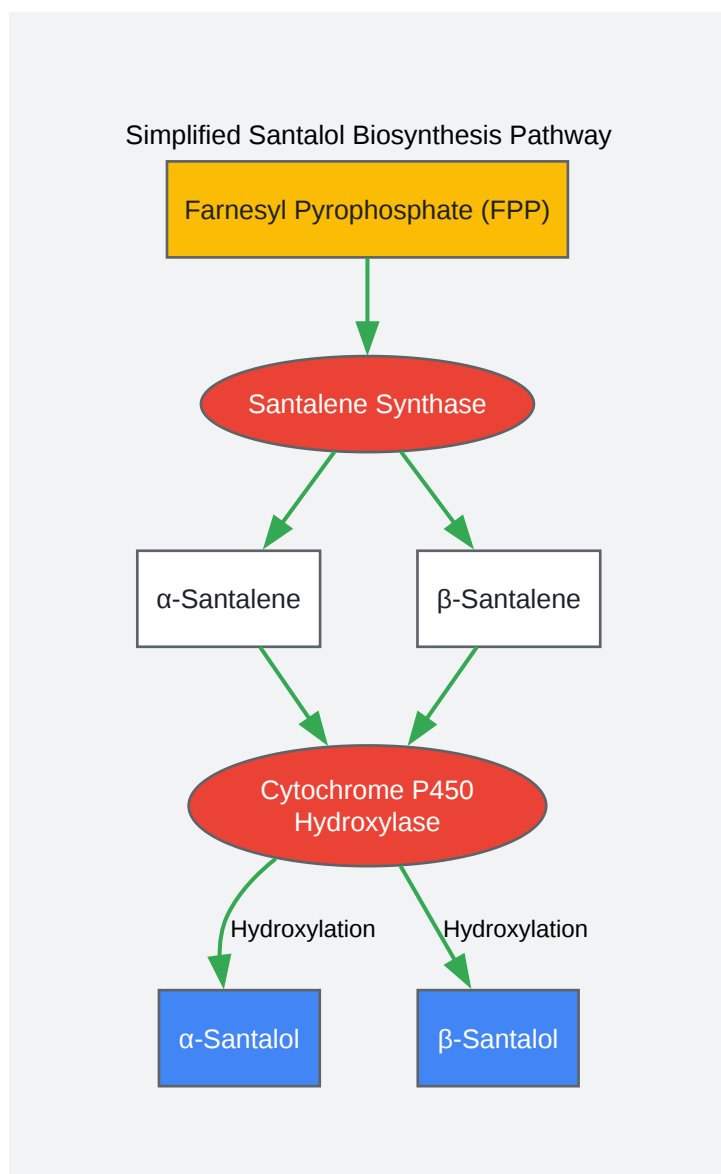 Simplified Santalol Biosynthesis Pathway
Farnesyl Pyrophosphate (FPP)
Santalene Synthase
α-Santalene
β-Santalene
Cytochrome P450
Hydroxylase
Hydroxylation
Hydroxylation
α-Santalol
β-Santalol